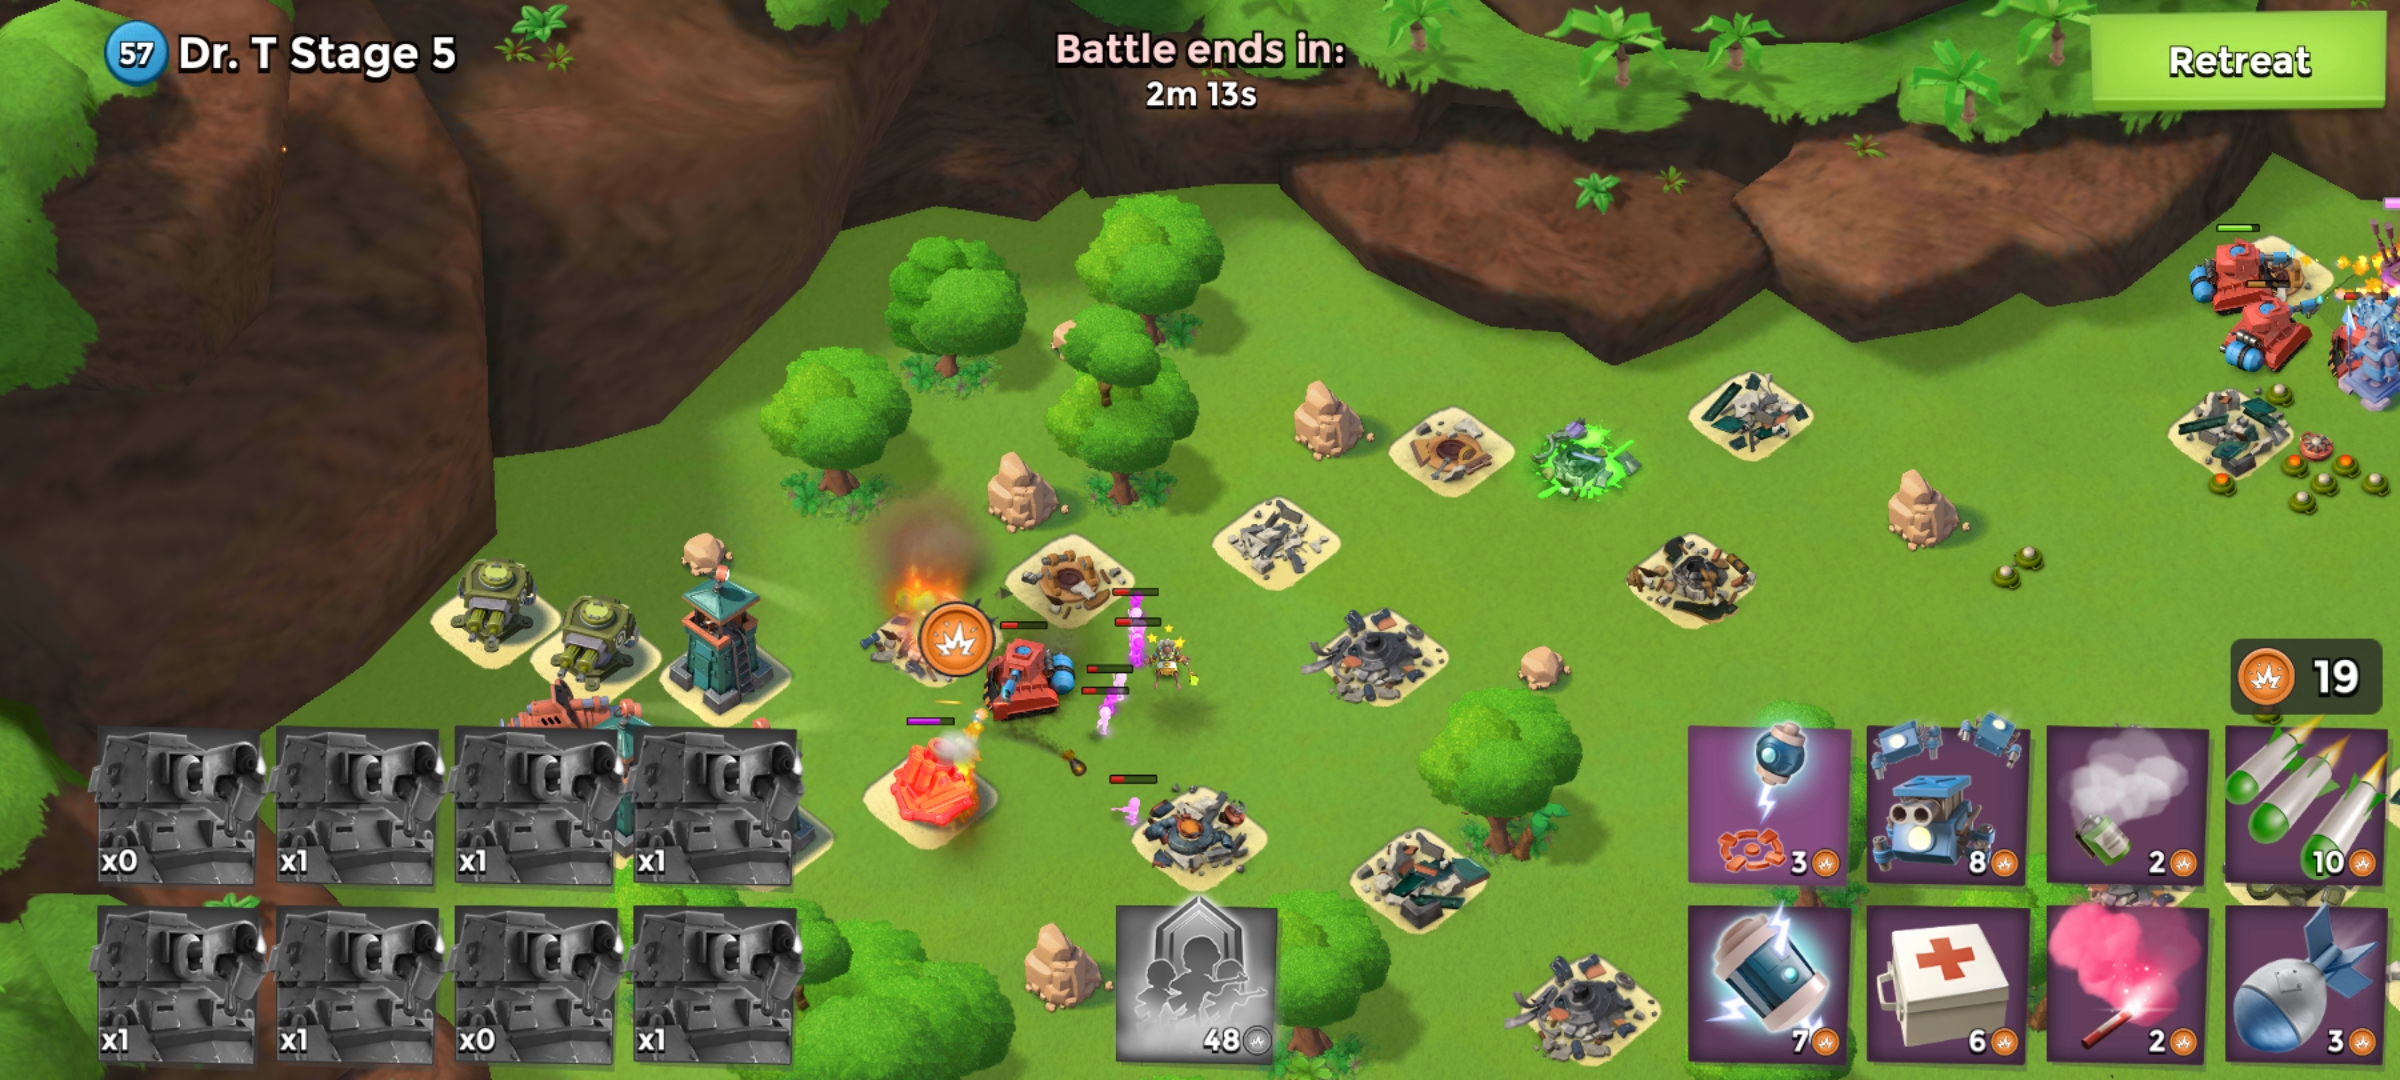 57 Dr. T Stage 5
Battle ends in:
2m 13s
Retreat
19
x0 x1 x1 x1
3 8 2 10
x1 x1 x0 x1
48
7 6 2 3